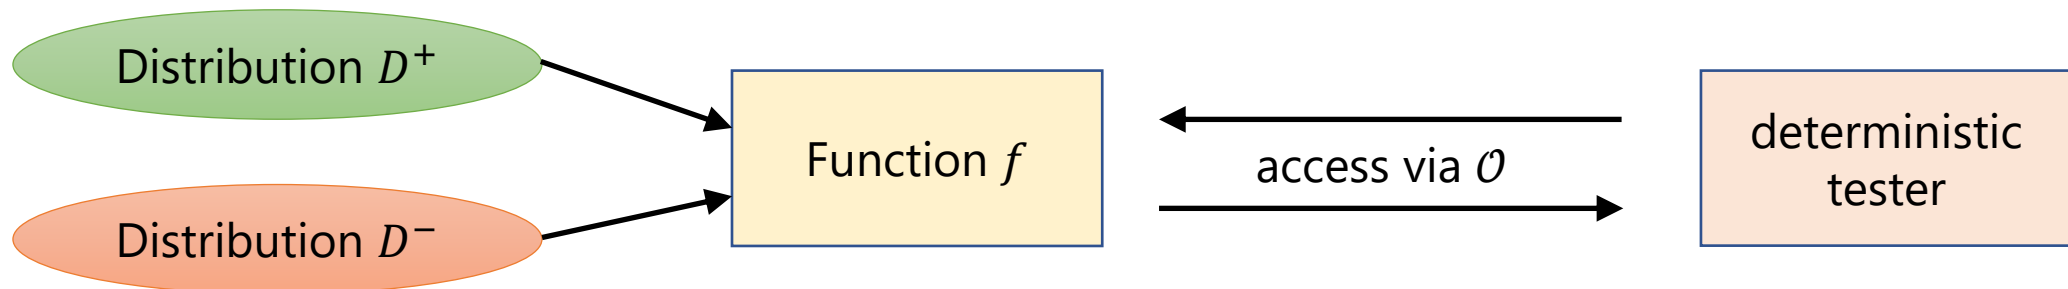 Distribution D⁺
Distribution D⁻
Function f
access via 𝒪
deterministic
tester